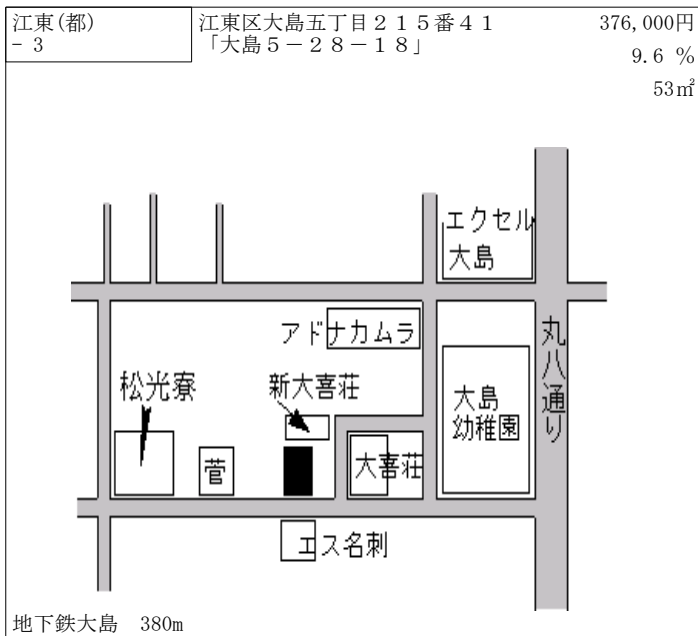 江東(都)
－３
江東区大島五丁目２１５番４１
「大島５－２８－１８」
376,000円
9.6 %
53㎡
エクセル
大島
アドナカムラ
丸八通り
松光寮
新大喜荘
大島
幼稚園
菅
大喜荘
エス名刺
地下鉄大島　380m